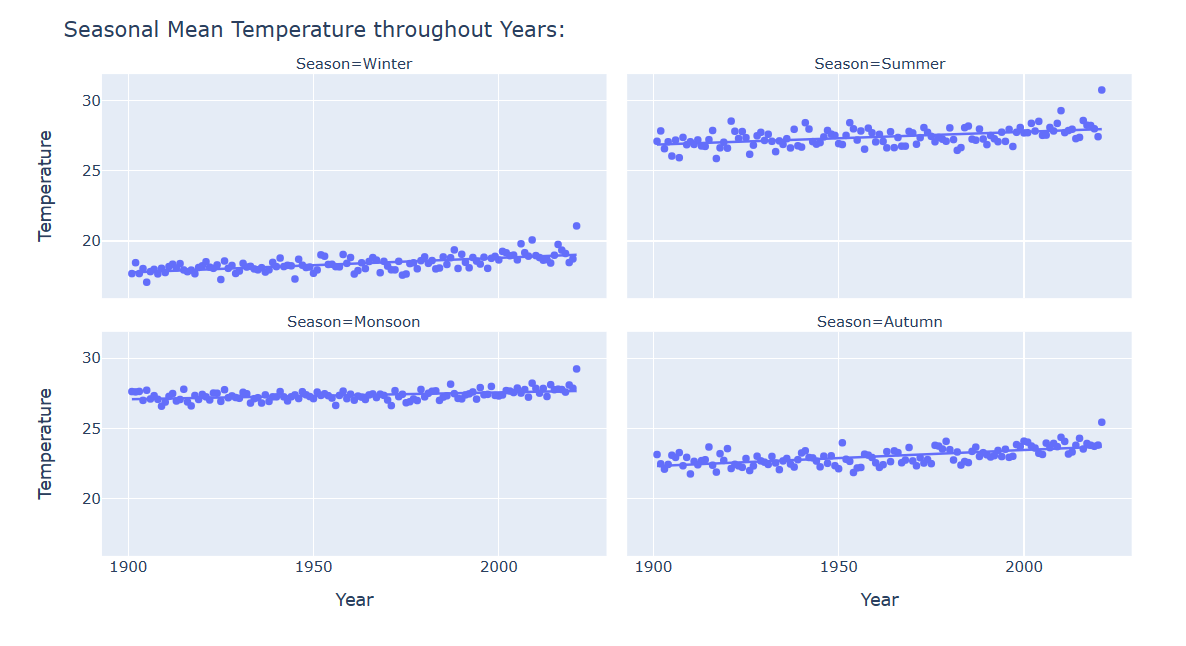 Seasonal Mean Temperature throughout Years:
Season=Winter
Season=Summer
30
25
20
Temperature
Season=Monsoon
Season=Autumn
30
25
20
Temperature
1900 1950 2000
1900 1950 2000
Year
Year